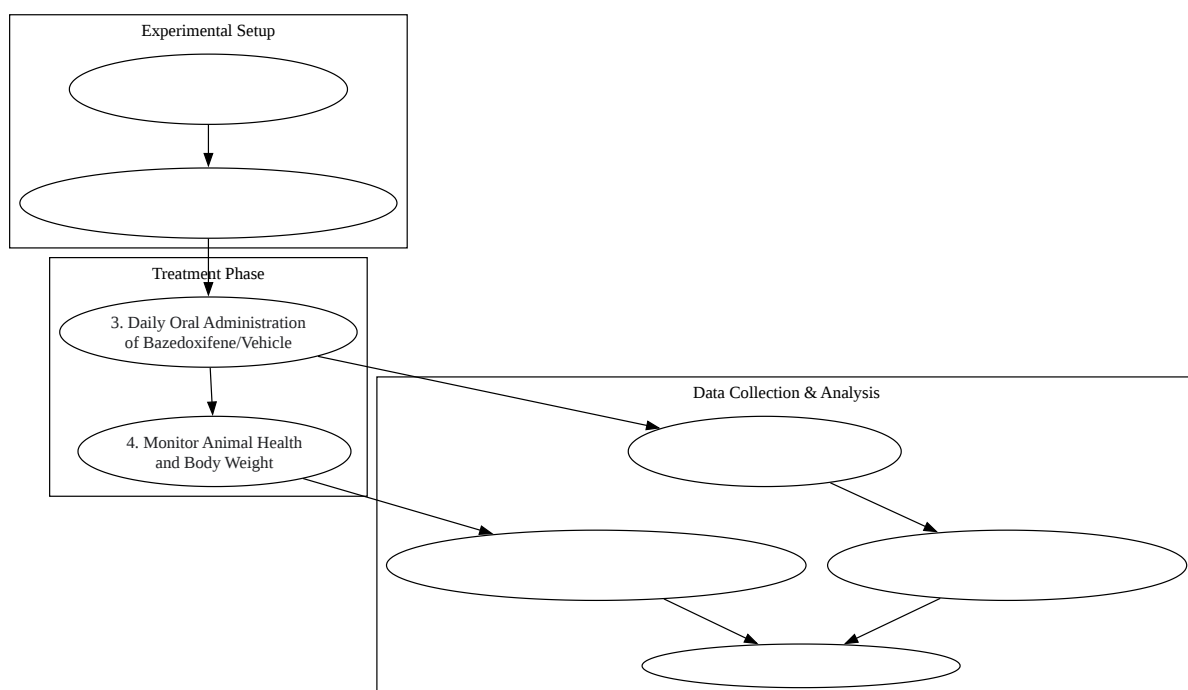 Experimental Setup
Treatment Phase
3. Daily Oral Administration
of Bazedoxifene/Vehicle
Data Collection & Analysis
4. Monitor Animal Health
and Body Weight